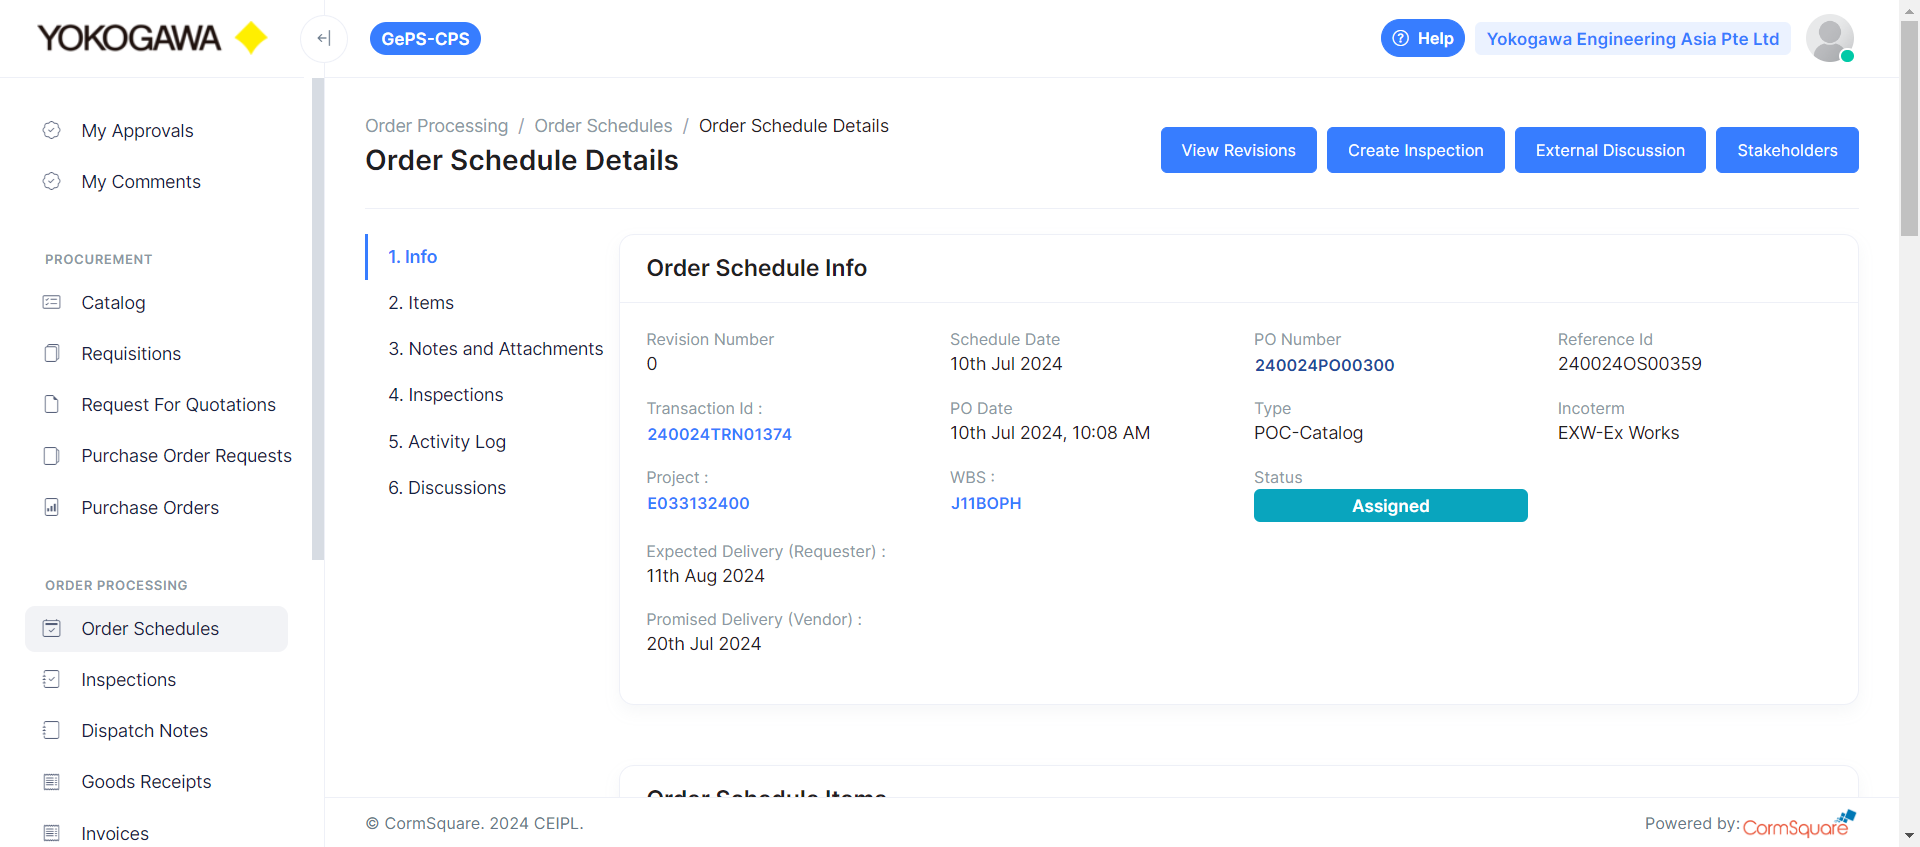 YOKOGAWA
GePS-CPS
Help
Yokogawa Engineering Asia Pte Ltd
My Approvals
My Comments
PROCUREMENT
Catalog
Requisitions
Request For Quotations
Purchase Order Requests
Purchase Orders
ORDER PROCESSING
Order Schedules
Inspections
Dispatch Notes
Goods Receipts
Invoices
Order Processing / Order Schedules / Order Schedule Details
Order Schedule Details
View Revisions
Create Inspection
External Discussion
Stakeholders
1. Info
2. Items
3. Notes and Attachments
4. Inspections
5. Activity Log
6. Discussions
Order Schedule Info
Revision Number
0
Schedule Date
10th Jul 2024
PO Number
240024PO00300
Reference Id
240024OS00359
Transaction Id :
240024TRN01374
PO Date
10th Jul 2024, 10:08 AM
Type
POC-Catalog
Incoterm
EXW-Ex Works
Project :
E033132400
WBS :
J11BOPH
Status
Assigned
Expected Delivery (Requester) :
11th Aug 2024
Promised Delivery (Vendor) :
20th Jul 2024
Order Schedule Items
© CormSquare. 2024 CEIPL.
Powered by: CormSquare